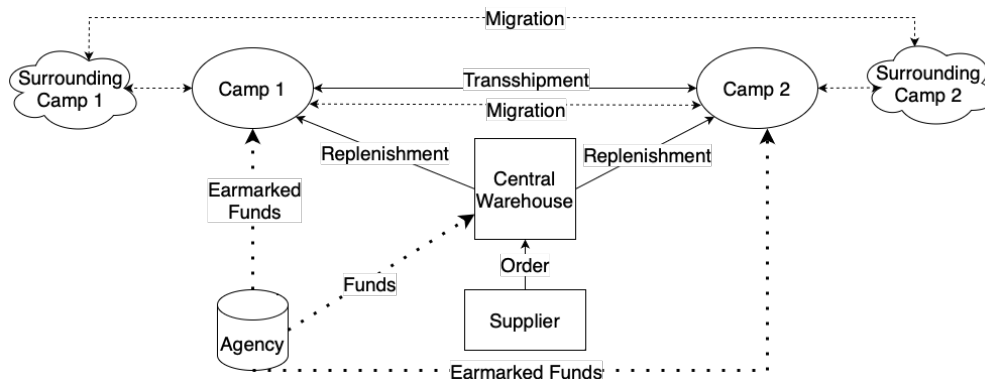 Migration
Surrounding
Camp 1
Camp 1
Transshipment
Camp 2
Surrounding
Camp 2
Migration
Replenishment
Replenishment
Central
Warehouse
Earmarked
Funds
Funds
Order
Agency
Supplier
Earmarked Funds